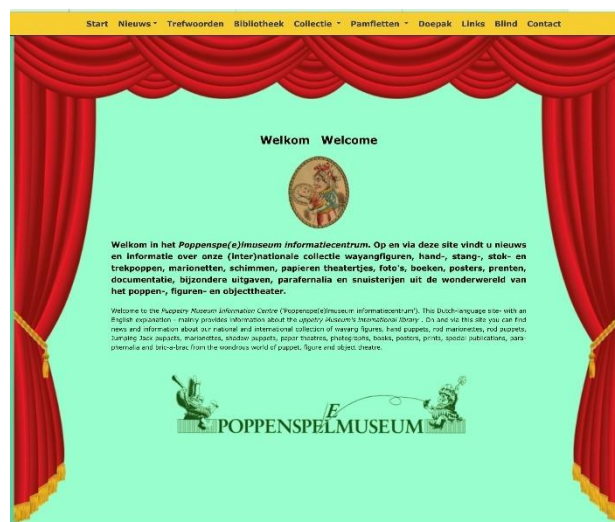 Start Nieuws Trefwoorden Bibliotheek Collectie Pamfletten Doepak Links Blind Contact
Welkom Welcome
Welkom in het Poppenspe(e)lmuseum informatiecentrum. Op en via deze site vindt u nieuws
en informatie over onze (inter)nationale collectie wayangfiguren, hand-, stang-, stok- en
trekpoppen, marionetten, schimmen, papieren theatertjes, foto's, boeken, posters, prenten,
documentatie, bijzondere uitgaven, parafernalia en snuisterijen uit de wonderwereld van
het poppen-, figuren- en objecttheater.
Welcome to the Puppetry Museum Information Centre ('Poppenspe(e)lmuseum informatiecentrum'). This Dutch-language site- with an
English explanation - mainly provides information about the uppetry Museum's International library . On and via this site you can find
news and information about our national and international collection of wayang figures, hand puppets, rod marionettes, rod puppets,
Jumping Jack puppets, marionettes, shadow puppets, paper theatres, photographs, books, posters, prints, special publications, para-
phernalia and bric-a-brac from the wondrous world of puppet, figure and object theatre.
E
POPPENSPELMUSEUM